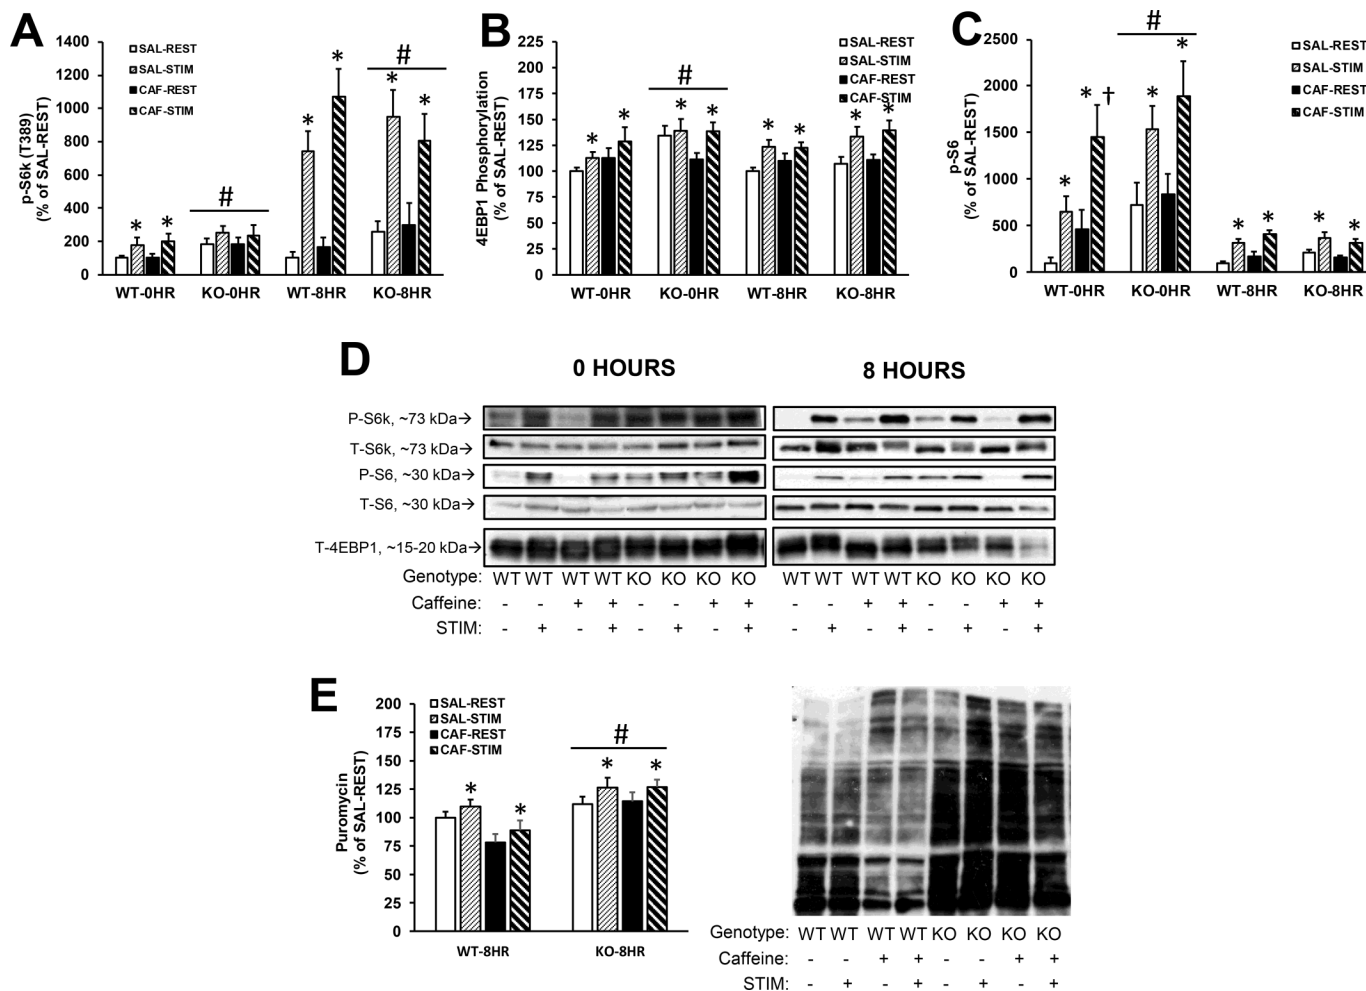 A
p-S6k (T389)
(% of SAL-REST)
1400
1200
1000
800
600
400
200
0
SAL-REST
SAL-STIM
CAF-REST
CAF-STIM
* * # * * # * *
WT-0HR KO-0HR WT-8HR KO-8HR
B
4EBP1 Phosphorylation
(% of SAL-REST)
200
175
150
125
100
75
50
25
0
SAL-REST
SAL-STIM
CAF-REST
CAF-STIM
* * # * * * * * *
WT-0HR KO-0HR WT-8HR KO-8HR
C
p-S6
(% of SAL-REST)
2500
2000
1500
1000
500
0
SAL-REST
SAL-STIM
CAF-REST
CAF-STIM
* * † # * * * * * *
WT-0HR KO-0HR WT-8HR KO-8HR
D
0 HOURS 8 HOURS
P-S6k, ~73 kDa→
T-S6k, ~73 kDa→
P-S6, ~30 kDa→
T-S6, ~30 kDa→
T-4EBP1, ~15-20 kDa→
Genotype: WT WT WT WT KO KO KO KO WT WT WT WT KO KO KO KO
Caffeine: - - + + - - + + - - + + - - + +
STIM: - + - + - + - + - + - + - + - +
E
Puromycin
(% of SAL-REST)
200
175
150
125
100
75
50
25
0
SAL-REST
SAL-STIM
CAF-REST
CAF-STIM
* * # * *
WT-8HR KO-8HR
Genotype: WT WT WT WT KO KO KO KO
Caffeine: - - + + - - + +
STIM: - + - + - + - +